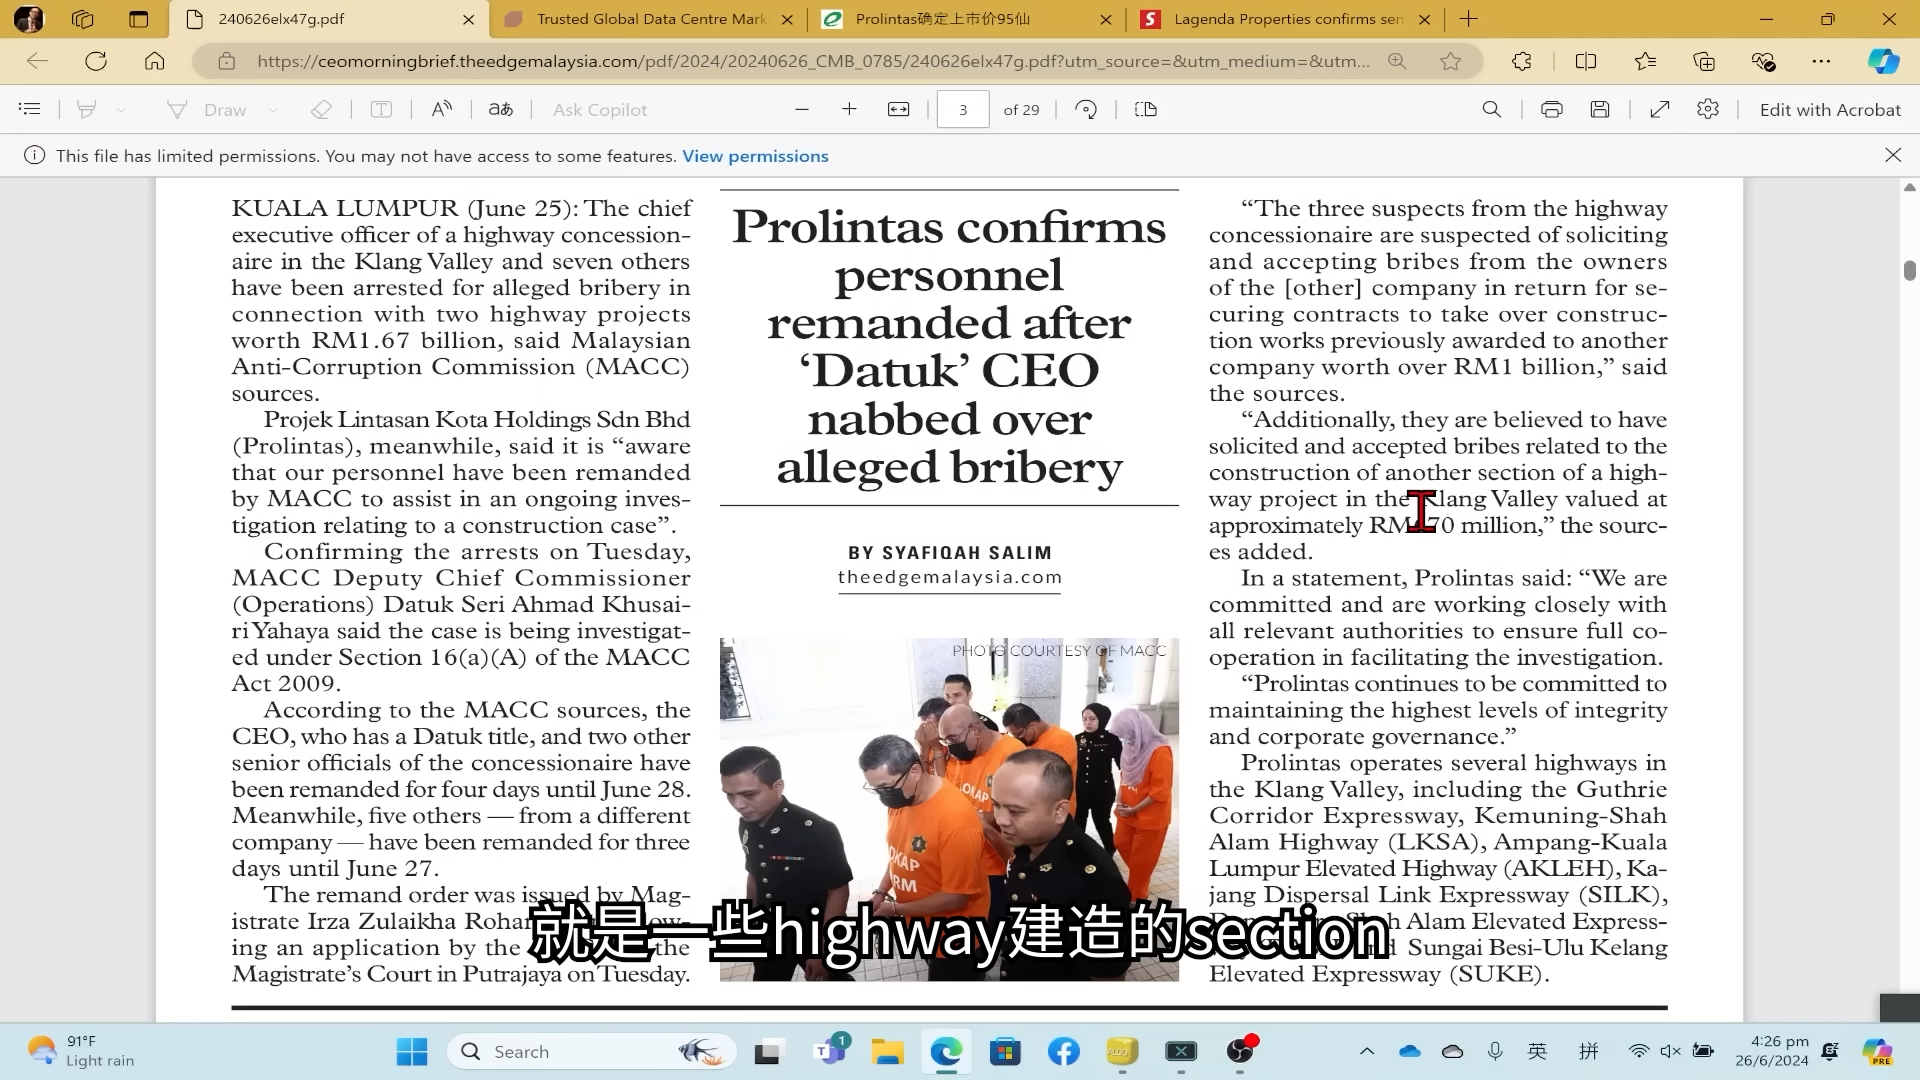 240626elx47g.pdf
Trusted Global Data Centre Mark
Prolintas确定上市价95仙
Lagenda Properties confirms sen
https://ceomorningbrief.theedgemalaysia.com/pdf/2024/20240626_CMB_0785/240626elx47g.pdf?utm_source=&utm_medium=&utm...
Draw
Ask Copilot
3
of 29
Edit with Acrobat
This file has limited permissions. You may not have access to some features. View permissions
KUALA LUMPUR (June 25): The chief
executive officer of a highway concession-
aire in the Klang Valley and seven others
have been arrested for alleged bribery in
connection with two highway projects
worth RM1.67 billion, said Malaysian
Anti-Corruption Commission (MACC)
sources.
Projek Lintasan Kota Holdings Sdn Bhd
(Prolintas), meanwhile, said it is “aware
that our personnel have been remanded
by MACC to assist in an ongoing inves-
tigation relating to a construction case”.
Confirming the arrests on Tuesday,
MACC Deputy Chief Commissioner
(Operations) Datuk Seri Ahmad Khusai-
ri Yahaya said the case is being investigat-
ed under Section 16(a)(A) of the MACC
Act 2009.
According to the MACC sources, the
CEO, who has a Datuk title, and two other
senior officials of the concessionaire have
been remanded for four days until June 28.
Meanwhile, five others — from a different
company — have been remanded for three
days until June 27.
The remand order was issued by Mag-
istrate Irza Zulaikha
ing an application by the
Magistrate’s Court in Putrajaya on Tuesday.
Prolintas confirms
personnel
remanded after
‘Datuk’ CEO
nabbed over
alleged bribery
BY SYAFIQAH SALIM
theedgemalaysia.com
PHOTO COURTESY OF MACC
“The three suspects from the highway
concessionaire are suspected of soliciting
and accepting bribes from the owners
of the [other] company in return for se-
curing contracts to take over construc-
tion works previously awarded to another
company worth over RM1 billion,” said
the sources.
“Additionally, they are believed to have
solicited and accepted bribes related to the
construction of another section of a high-
way project in the Klang Valley valued at
approximately million,” the sourc-
es added.
In a statement, Prolintas said: “We are
committed and are working closely with
all relevant authorities to ensure full co-
operation in facilitating the investigation.
“Prolintas continues to be committed to
maintaining the highest levels of integrity
and corporate governance.”
Prolintas operates several highways in
the Klang Valley, including the Guthrie
Corridor Expressway, Kemuning-Shah
Alam Highway (LKSA), Ampang-Kuala
Lumpur Elevated Highway (AKLEH), Ka-
jang Dispersal Link Expressway (SILK),
Alam Elevated Express-
Sungai Besi-Ulu Kelang
Elevated Expressway (SUKE).
就是一些highway建造的section
91°F
Light rain
Search
1
英
拼
4:26 pm
26/6/2024
PRE